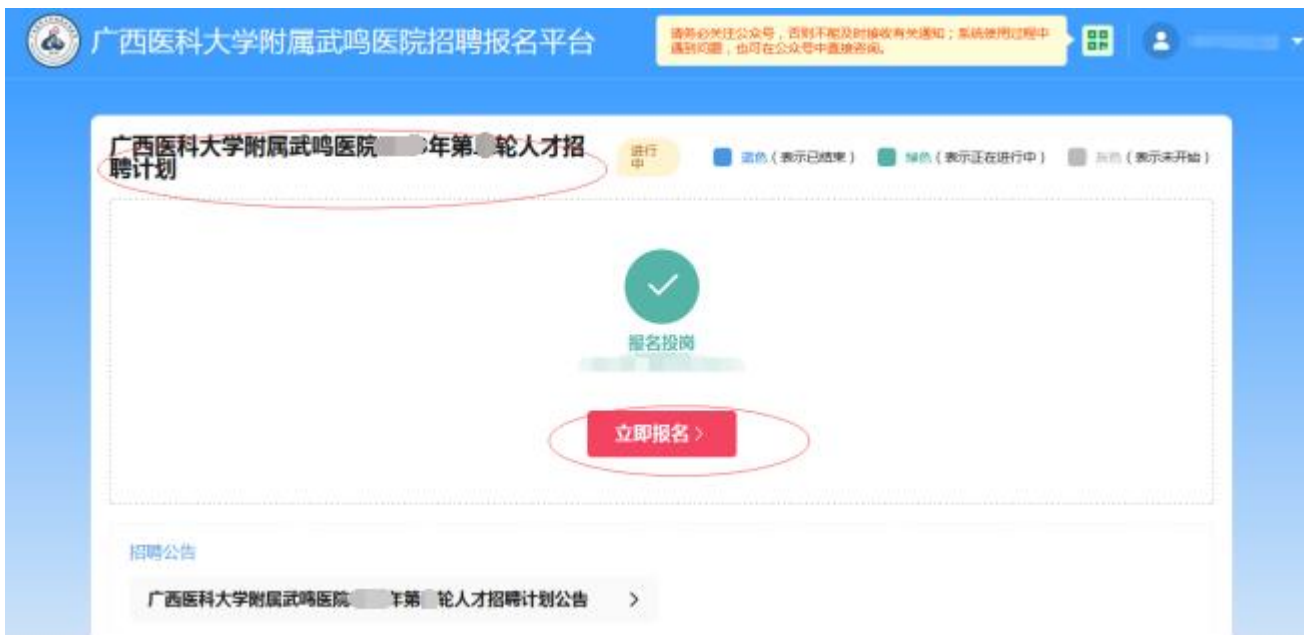 广西医科大学附属武鸣医院招聘报名平台
请务必关注公众号，否则不能及时接收有关通知；系统使用过程中
遇到问题，也可在公众号中直接咨询。
广西医科大学附属武鸣医院 年第 轮人才招
聘计划
进行
中
蓝色（表示已结束）
绿色（表示正在进行中）
灰色（表示未开始）
报名投岗
立即报名 >
招聘公告
广西医科大学附属武鸣医院 年第 轮人才招聘计划公告 >